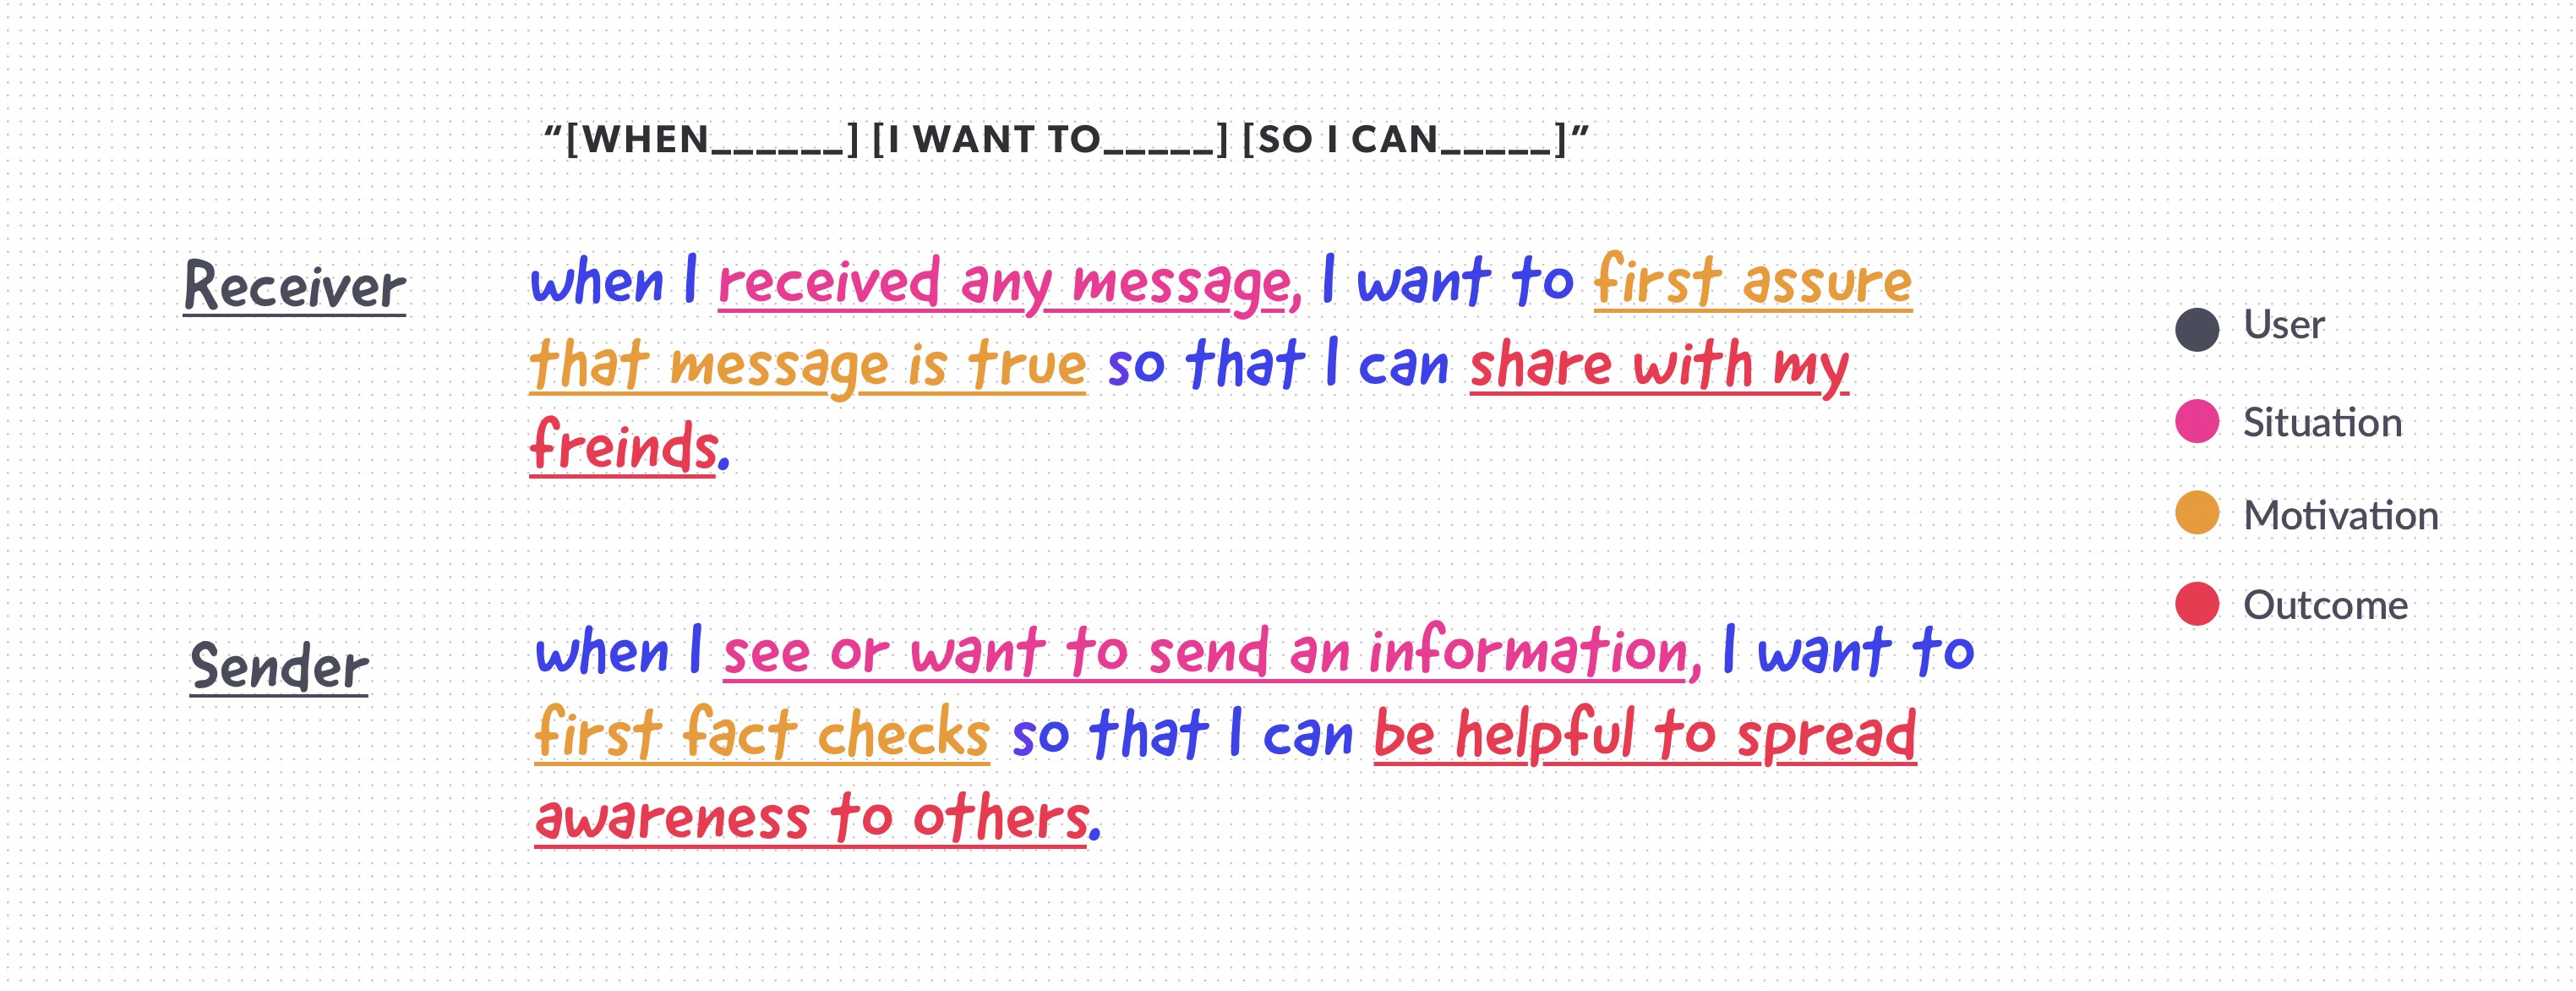 “[WHEN______] [I WANT TO_____] [SO I CAN_____]”
Receiver
when I received any message, I want to first assure
that message is true so that I can share with my
freinds.
Sender
when I see or want to send an information, I want to
first fact checks so that I can be helpful to spread
awareness to others.
User
Situation
Motivation
Outcome